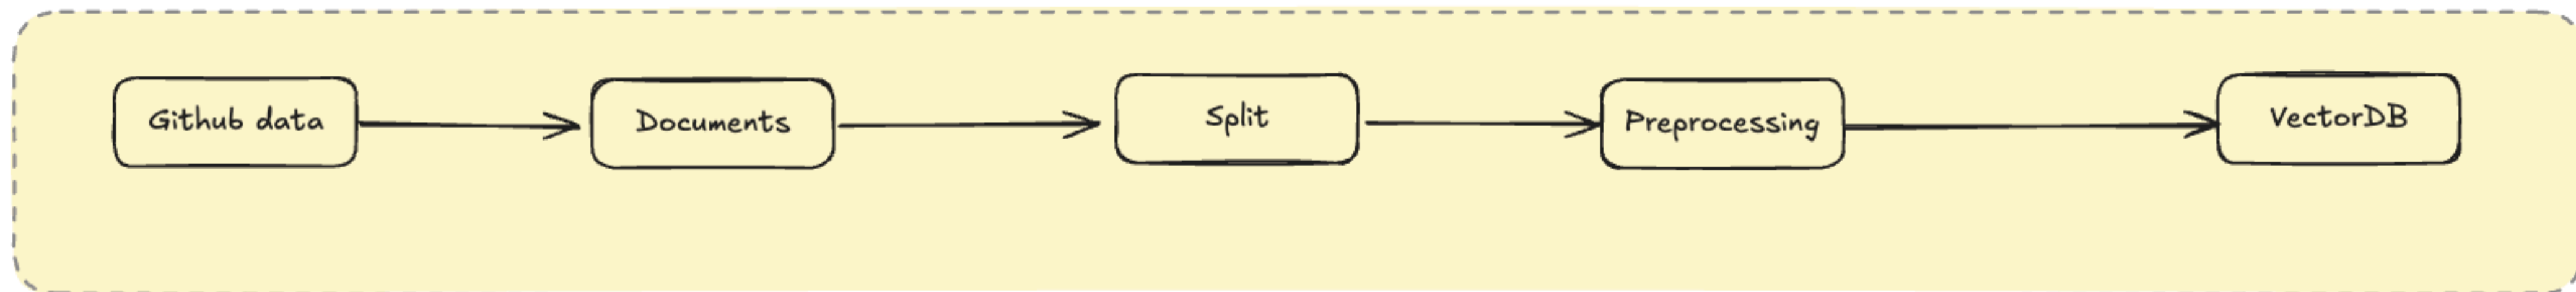 Github data
Documents
Split
Preprocessing
VectorDB